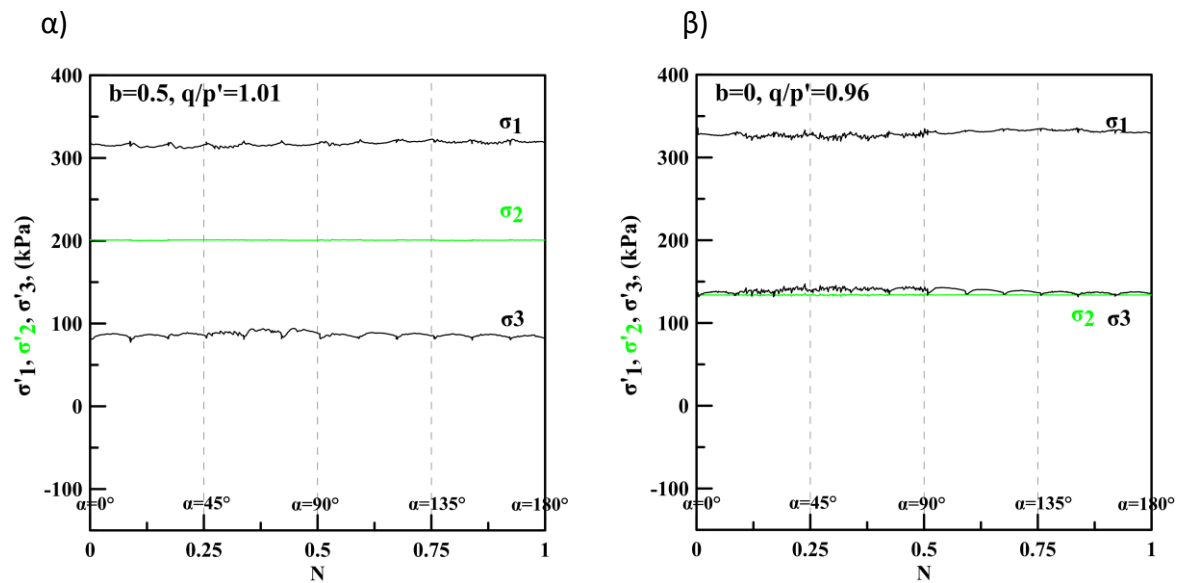 α)
b=0.5, q/p'=1.01
σ1
σ2
σ3
σ'1, σ'2, σ'3, (kPa)
400
300
200
100
0
-100
α=0° α=45° α=90° α=135° α=180°
0 0.25 0.5 0.75 1
N
β)
b=0, q/p'=0.96
σ1
σ2 σ3
σ'1, σ'2, σ'3, (kPa)
400
300
200
100
0
-100
α=0° α=45° α=90° α=135° α=180°
0 0.25 0.5 0.75 1
N